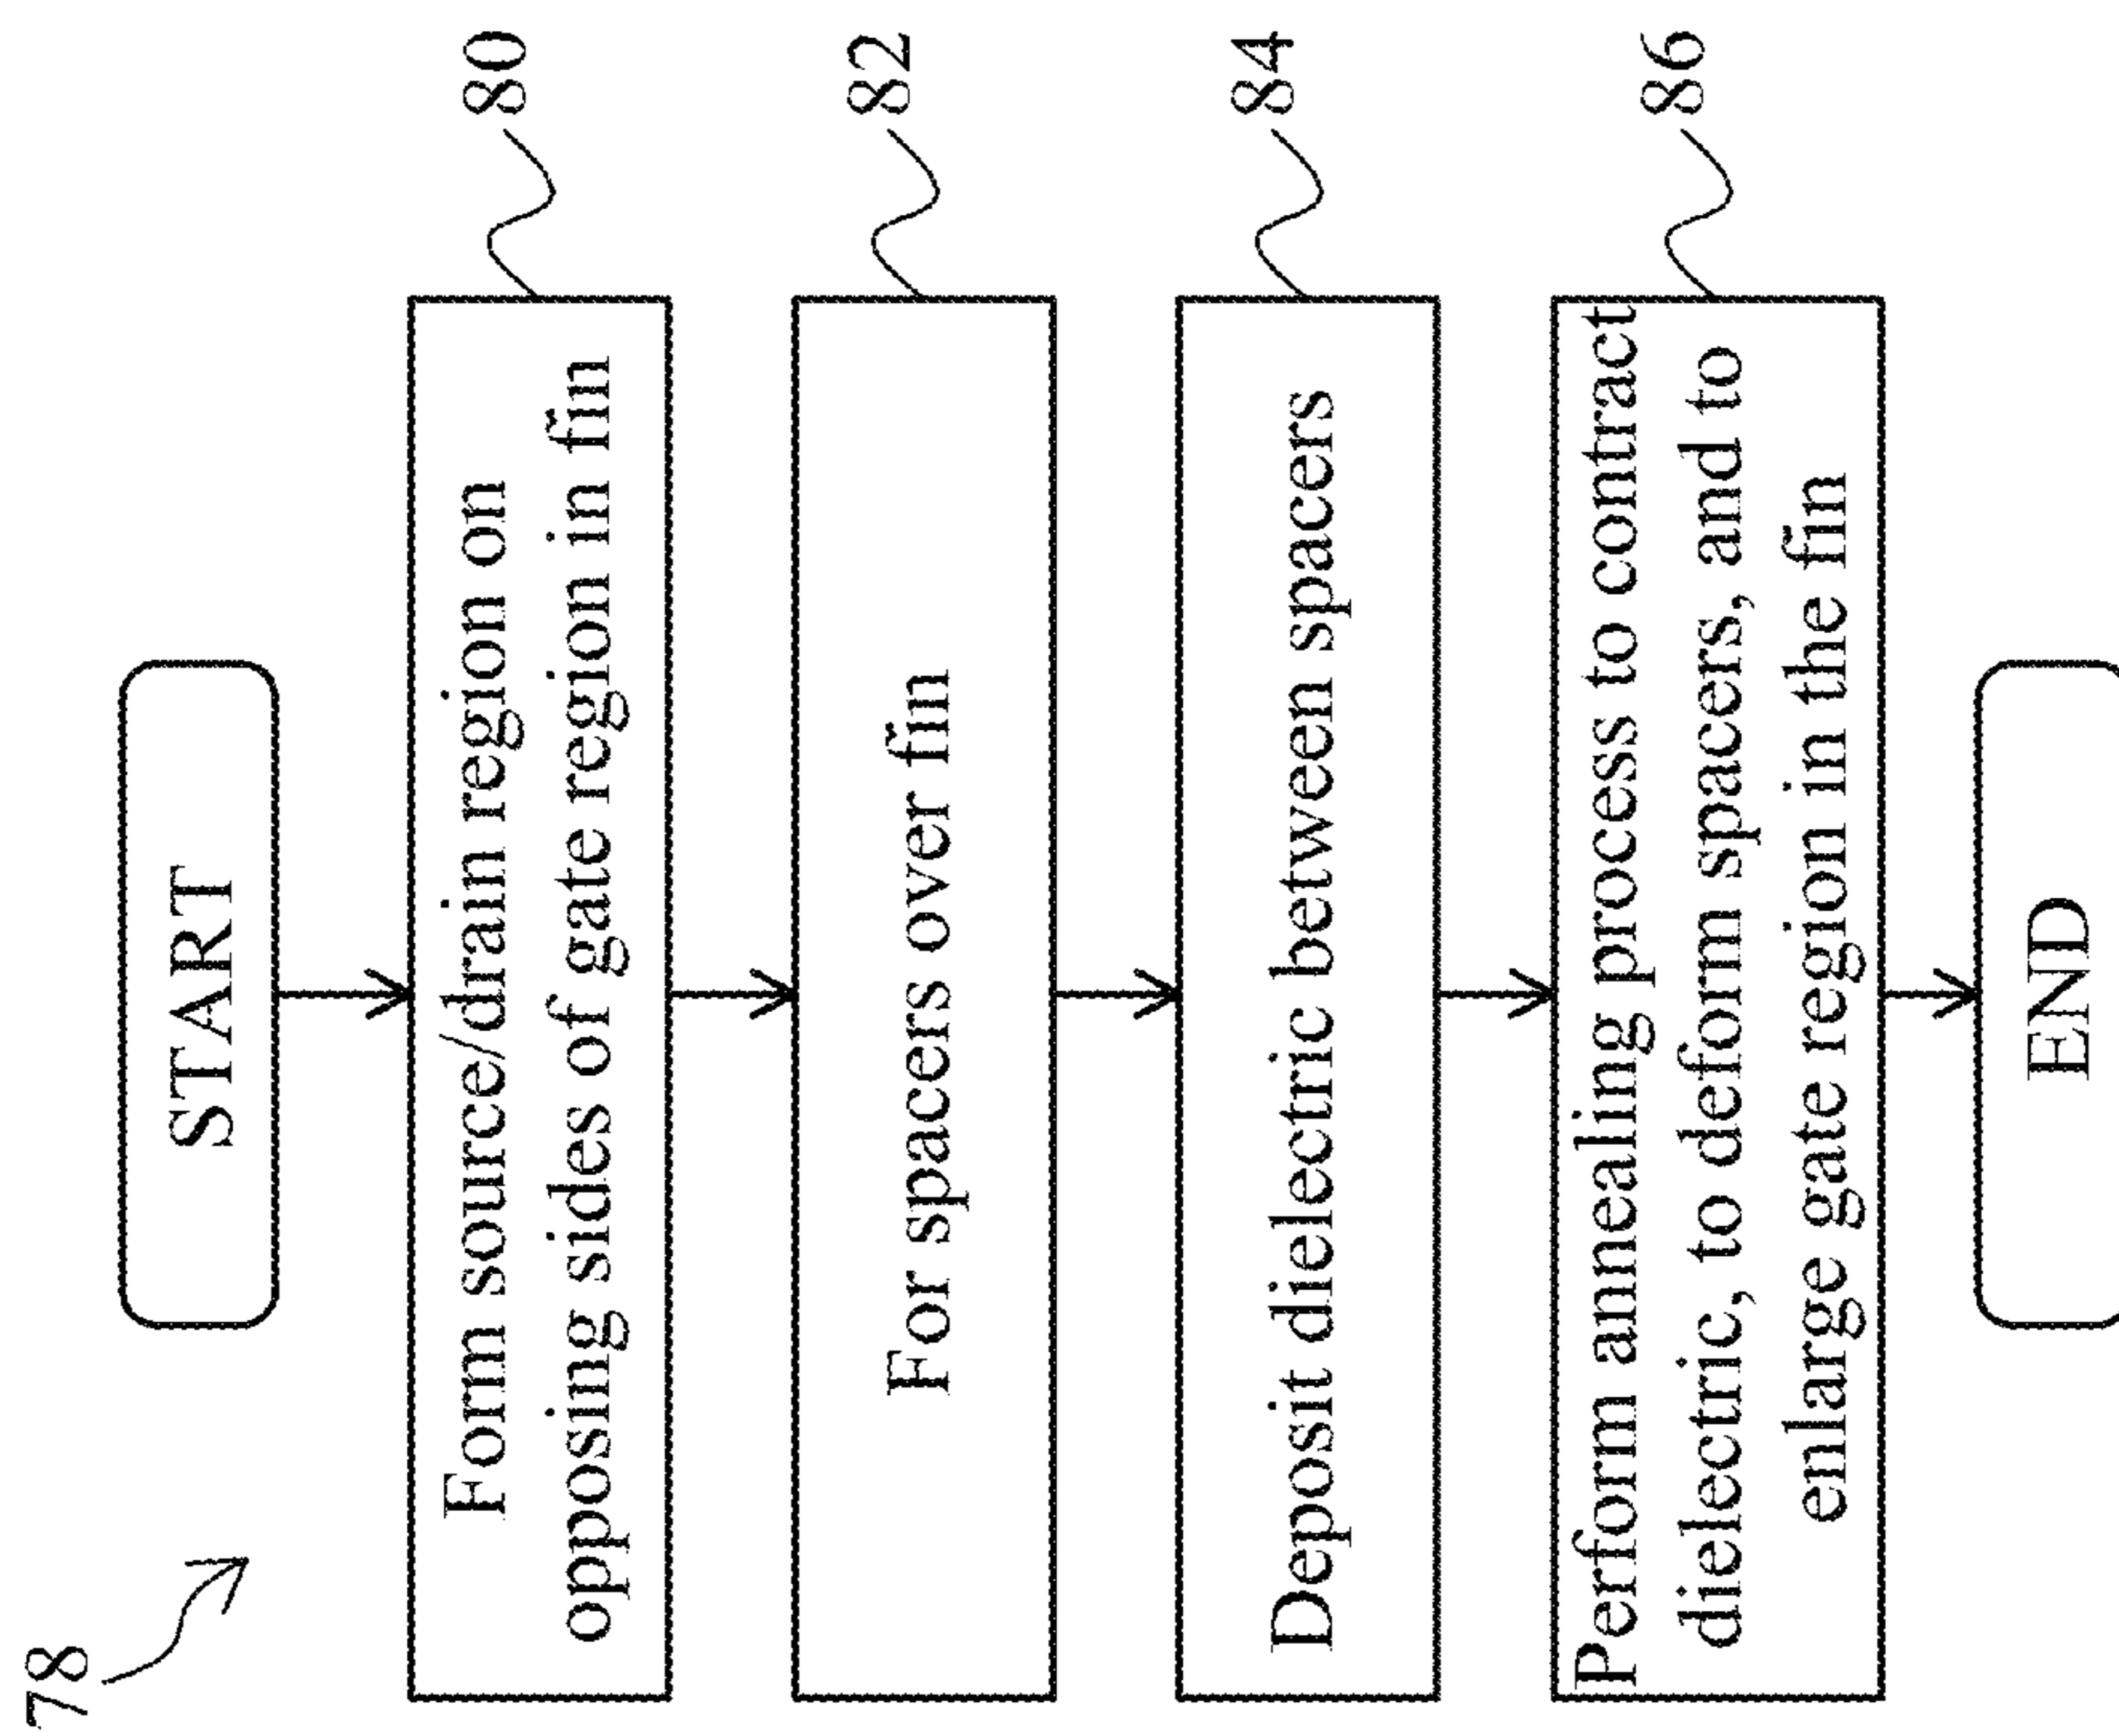 78
START
Form source/drain region on
opposing sides of gate region in fin
80
For spacers over fin
82
Deposit dielectric between spacers
84
Perform annealing process to contract
dielectric, to deform spacers, and to
enlarge gate region in the fin
86
END